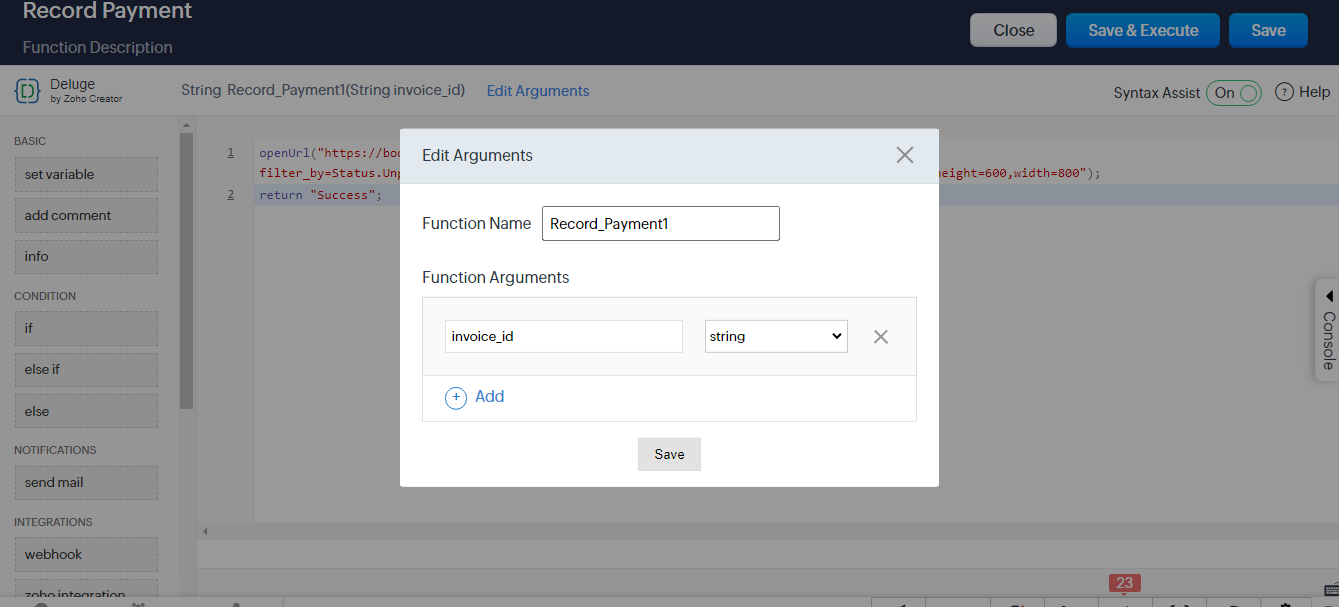 Record Payment
Function Description
Close
Save & Execute
Save
Deluge
by Zoho Creator
String Record_Payment1(String invoice_id)
Edit Arguments
Syntax Assist
On
? Help
BASIC
set variable
add comment
info
CONDITION
if
else if
else
NOTIFICATIONS
send mail
INTEGRATIONS
webhook
zoho integration
1
openUrl("https://boo
filter_by=Status.Unp
eight=600,width=800");
2
return "Success";
Edit Arguments
Function Name
Record_Payment1
Function Arguments
invoice_id
string
+ Add
Save
Console
23